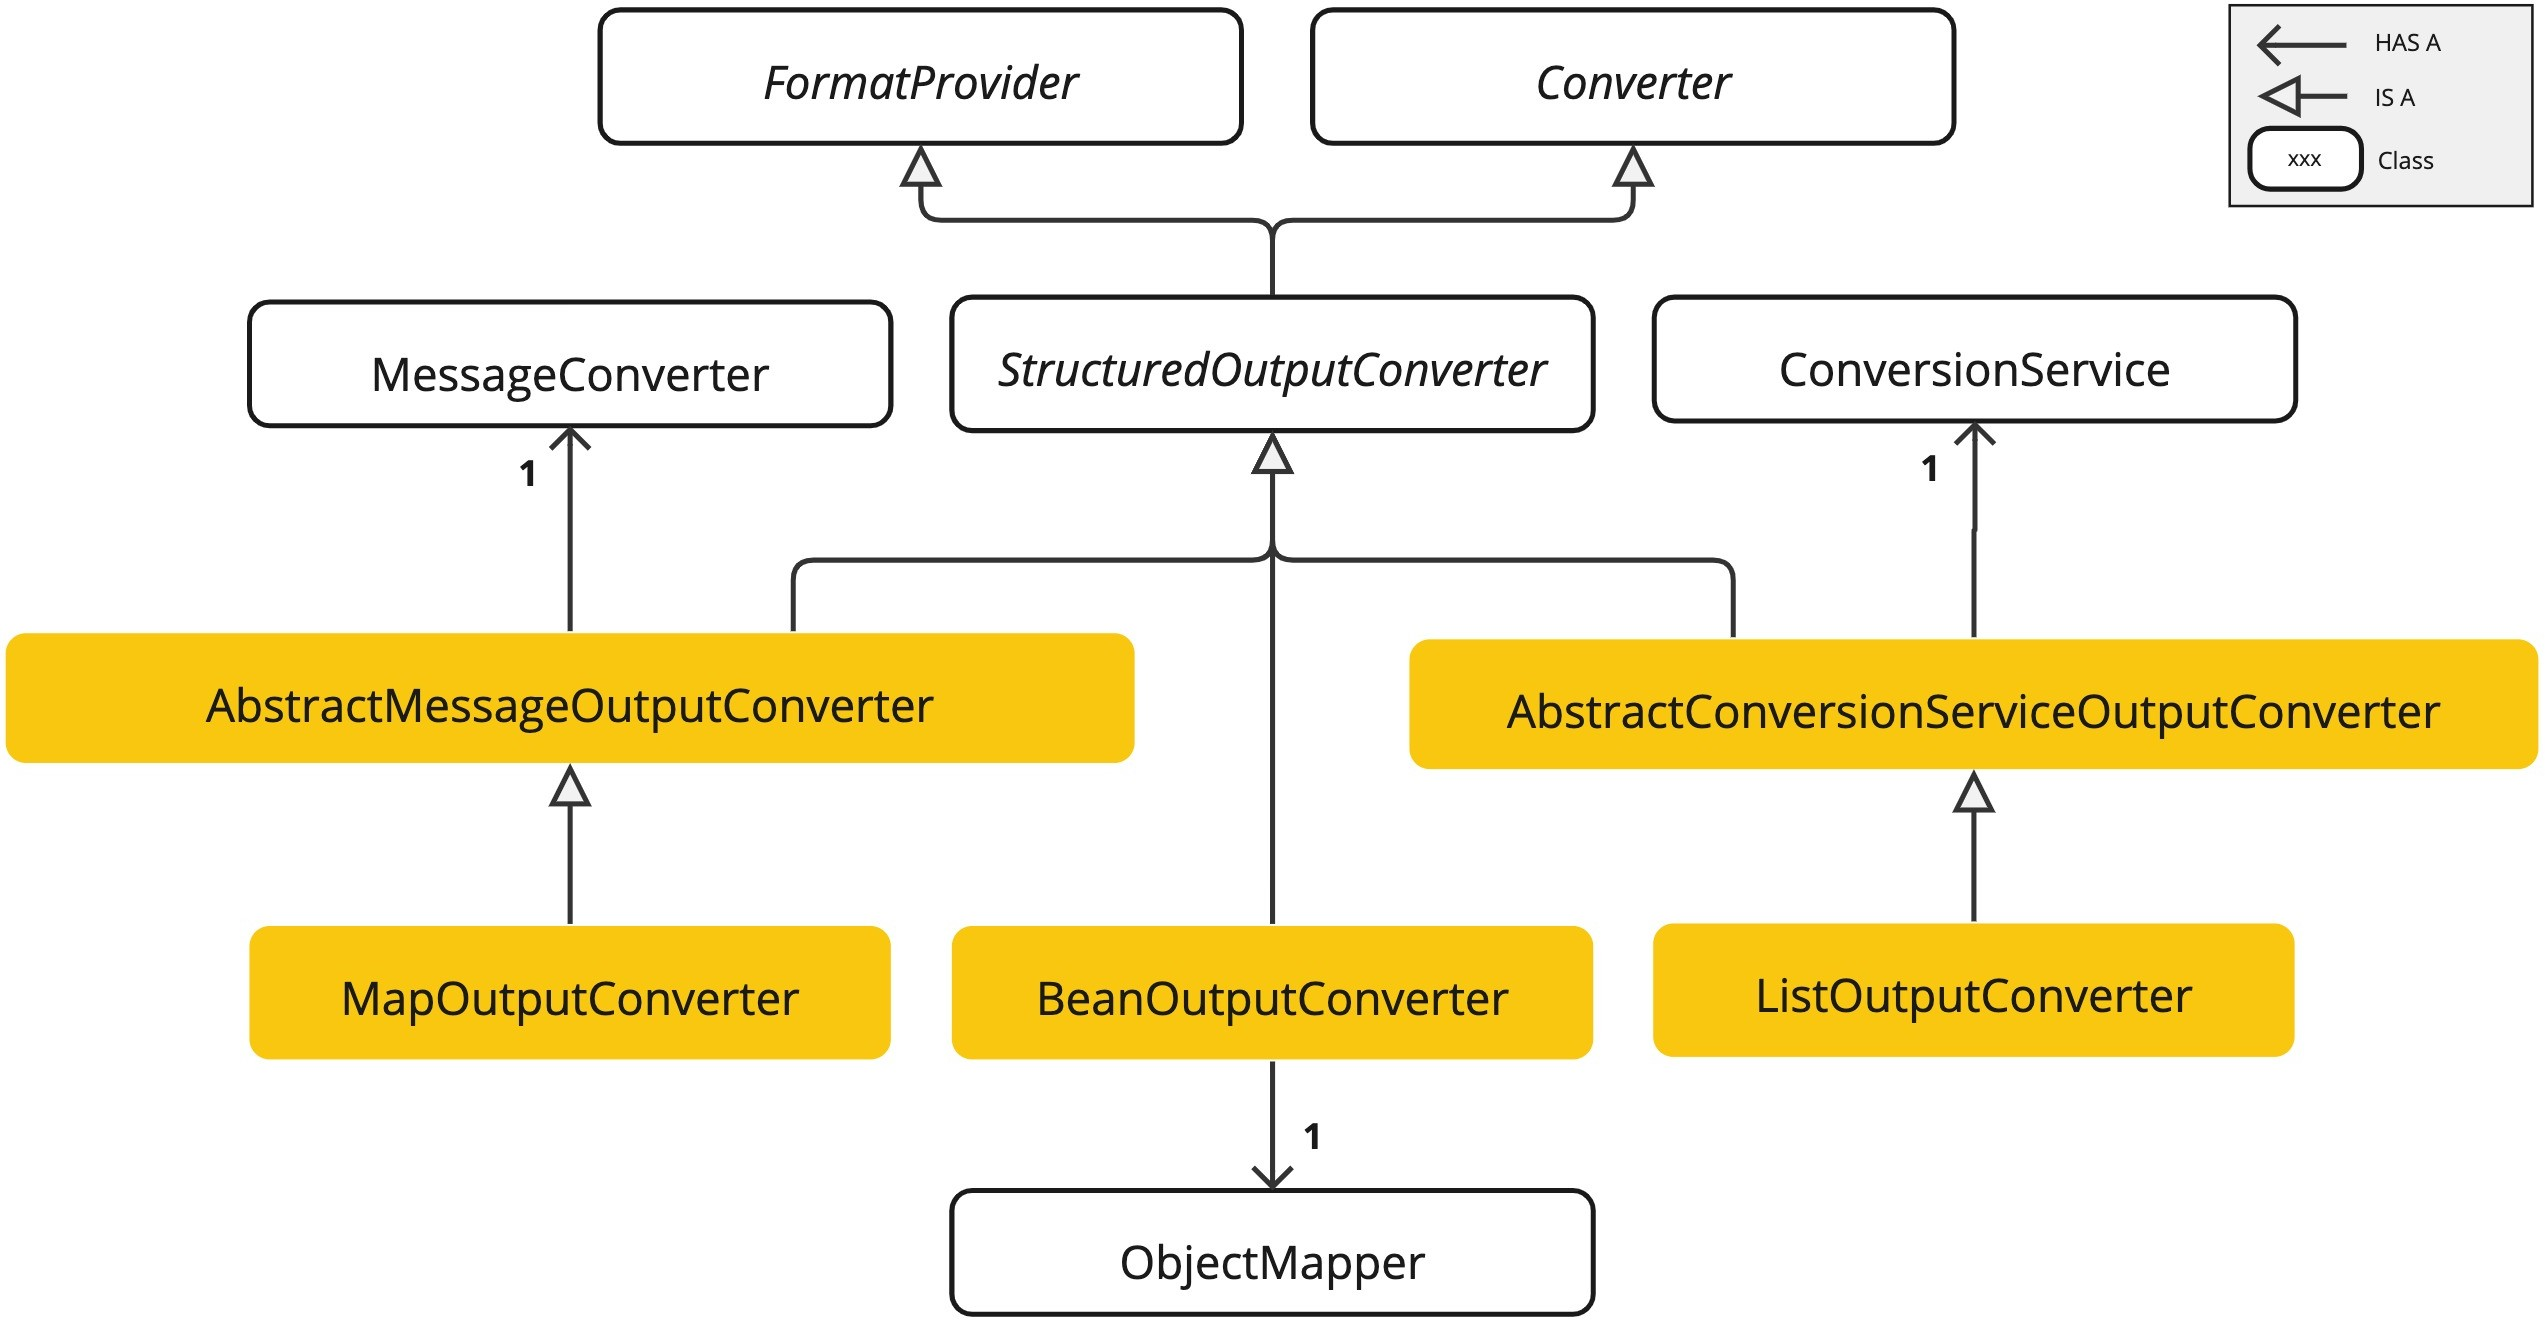 FormatProvider
Converter
HAS A
IS A
xxx
Class
MessageConverter
StructuredOutputConverter
ConversionService
1
1
AbstractMessageOutputConverter
AbstractConversionServiceOutputConverter
MapOutputConverter
BeanOutputConverter
ListOutputConverter
1
ObjectMapper